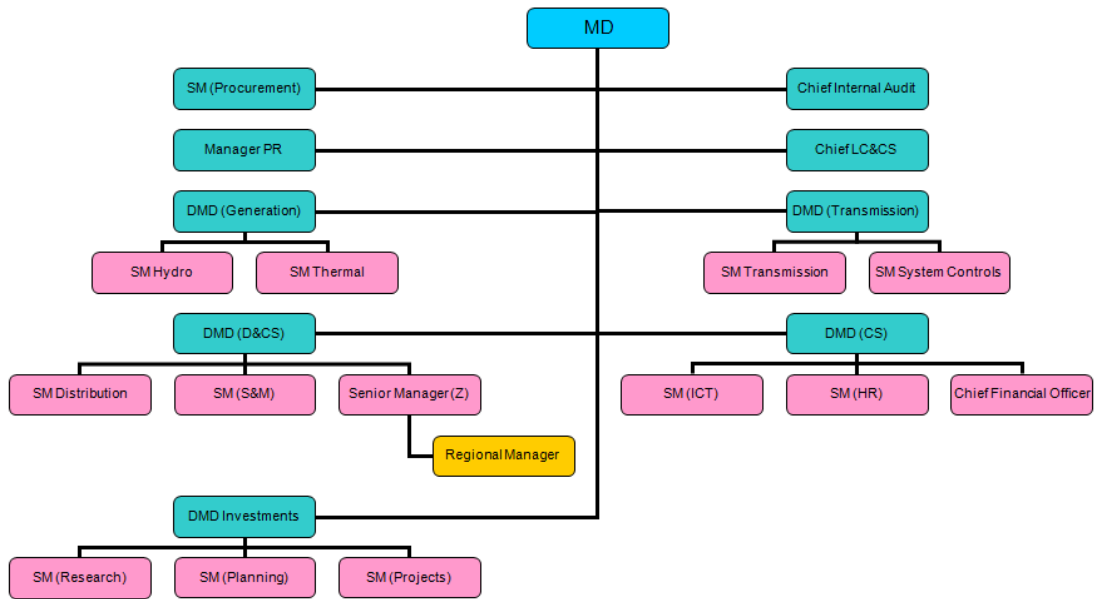 MD
SM (Procurement)
Chief Internal Audit
Manager PR
Chief LC&CS
DMD (Generation)
DMD (Transmission)
SM Hydro
SM Thermal
SM Transmission
SM System Controls
DMD (D&CS)
DMD (CS)
SM Distribution
SM (S&M)
Senior Manager (Z)
SM (ICT)
SM (HR)
Chief Financial Officer
Regional Manager
DMD Investments
SM (Research)
SM (Planning)
SM (Projects)